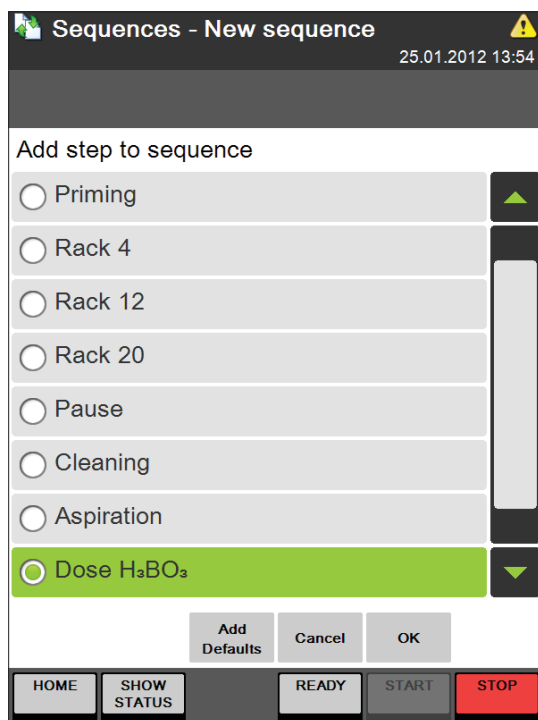 Sequences - New sequence
25.01.2012 13:54
Add step to sequence
Priming
Rack 4
Rack 12
Rack 20
Pause
Cleaning
Aspiration
Dose H₃BO₃
Add
Defaults
Cancel
OK
HOME
SHOW
STATUS
READY
START
STOP